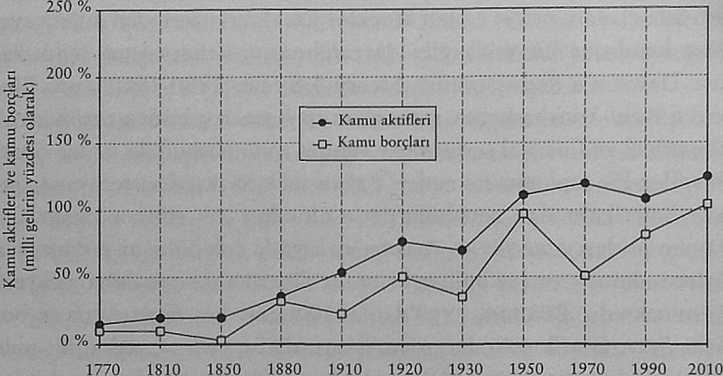 250 %
200 %
150 %
100 %
50 %
0 %
Kamu aktifleri ve kamu borçları
(milli gelirin yüzdesi olarak)
Kamu aktifleri
Kamu borçları
1770 1810 1850 1880 1910 1920 1930 1950 1970 1990 2010